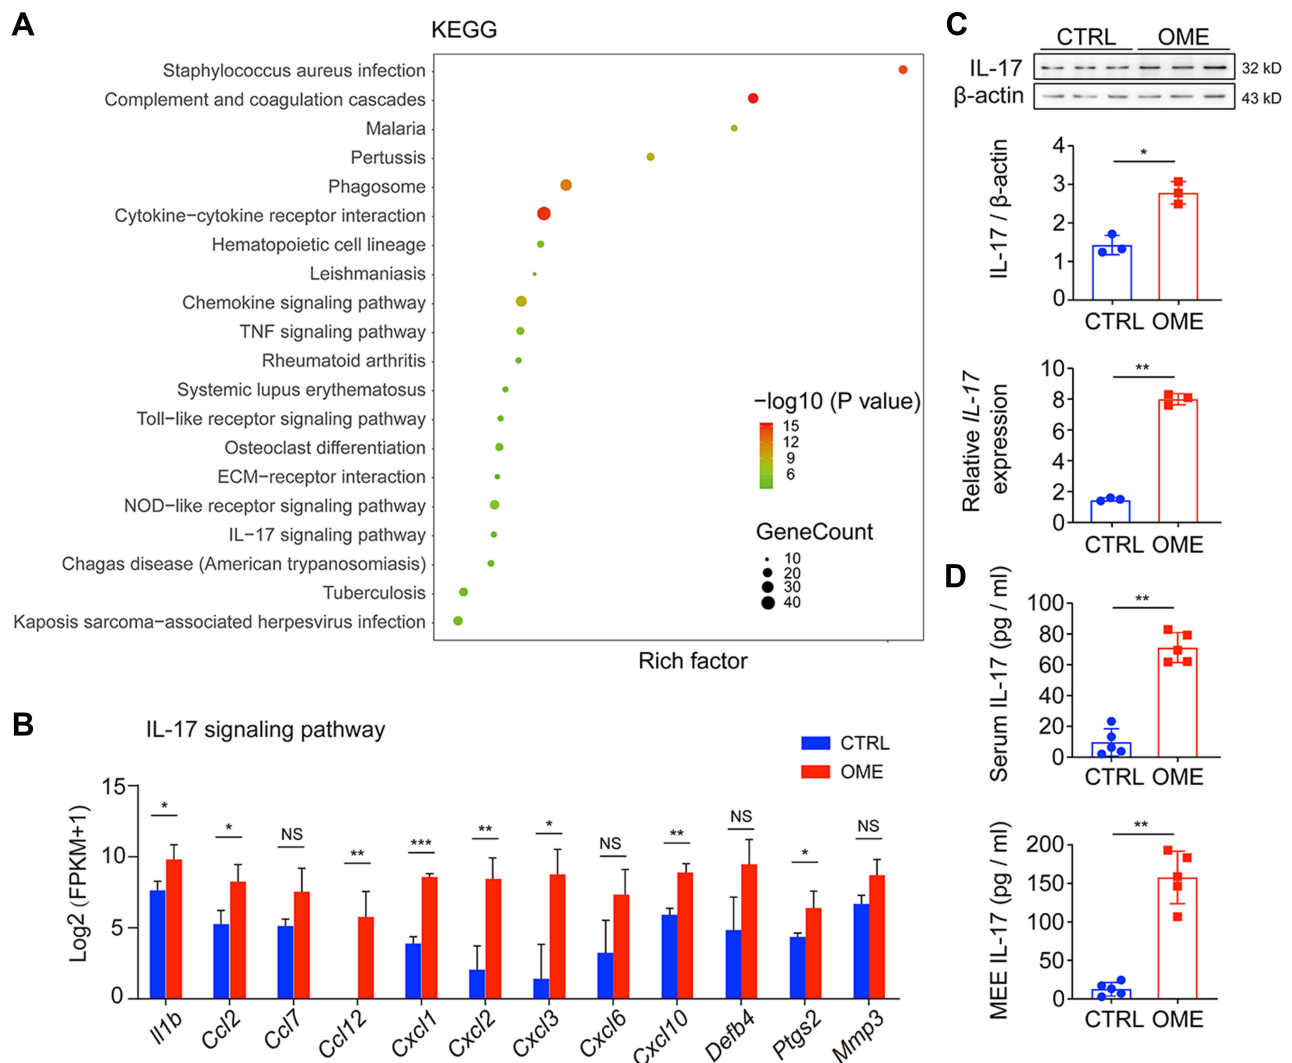 A
KEGG
Staphylococcus aureus infection
Complement and coagulation cascades
Malaria
Pertussis
Phagosome
Cytokine−cytokine receptor interaction
Hematopoietic cell lineage
Leishmaniasis
Chemokine signaling pathway
TNF signaling pathway
Rheumatoid arthritis
Systemic lupus erythematosus
Toll−like receptor signaling pathway
Osteoclast differentiation
ECM−receptor interaction
NOD−like receptor signaling pathway
IL−17 signaling pathway
Chagas disease (American trypanosomiasis)
Tuberculosis
Kaposis sarcoma−associated herpesvirus infection
−log10 (P value)
15
12
9
6
GeneCount
10
20
30
40
Rich factor
B
IL-17 signaling pathway
CTRL
OME
Log2 (FPKM+1)
15
10
5
0
* * NS ** *** ** * NS ** NS * NS
Il1b Ccl2 Ccl7 Ccl12 Cxcl1 Cxcl2 Cxcl3 Cxcl6 Cxcl10 Defb4 Ptgs2 Mmp3
C
CTRL OME
IL-17 32 kD
β-actin 43 kD
IL-17 / β-actin
4
3
2
1
0
*
CTRL OME
Relative IL-17
expression
10
8
6
4
2
0
**
CTRL OME
D
Serum IL-17 (pg / ml)
100
80
60
40
20
0
**
CTRL OME
MEE IL-17 (pg / ml)
200
150
100
50
0
**
CTRL OME